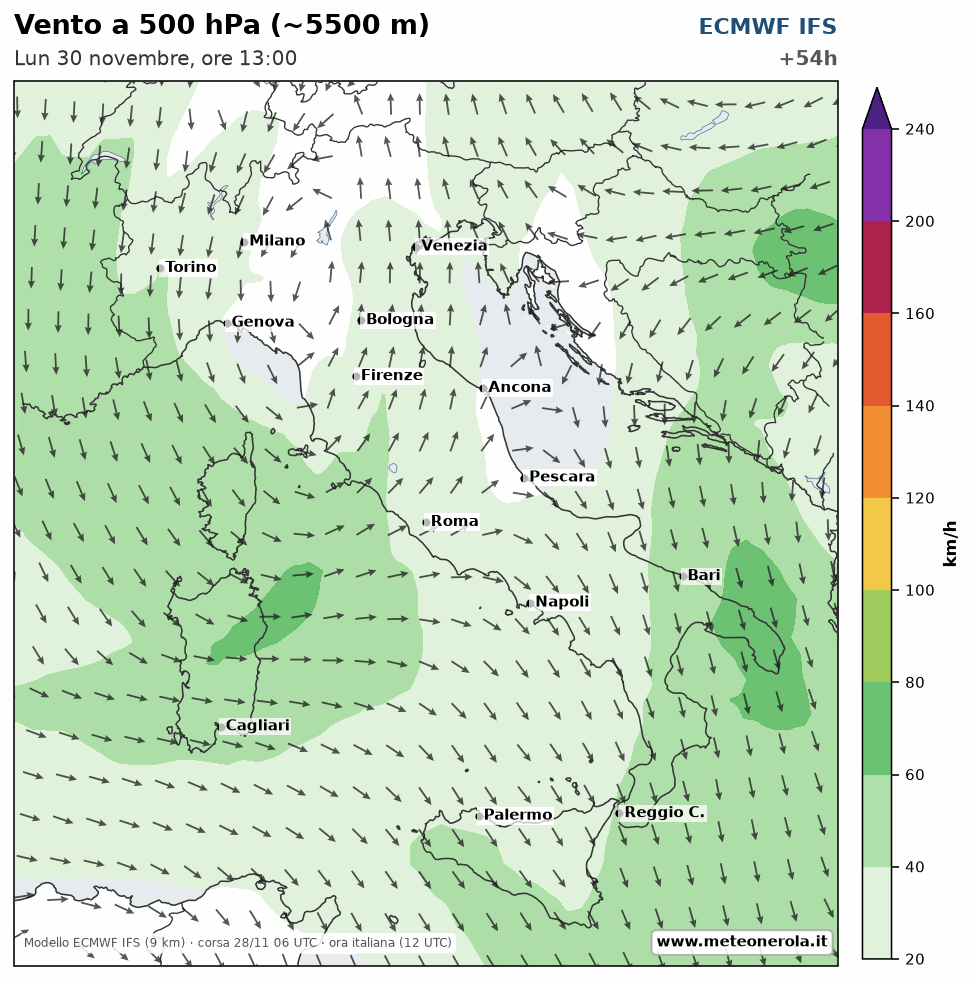 Vento a 500 hPa (~5500 m)
ECMWF IFS
Lun 30 novembre, ore 13:00
+54h
240
200
160
140
120
100
80
60
40
20
km/h
Milano
Venezia
Torino
Genova
Bologna
Firenze
Ancona
Pescara
Roma
Bari
Napoli
Cagliari
Palermo
Reggio C.
Modello ECMWF IFS (9 km) · corsa 28/11 06 UTC · ora italiana (12 UTC)
www.meteonerola.it